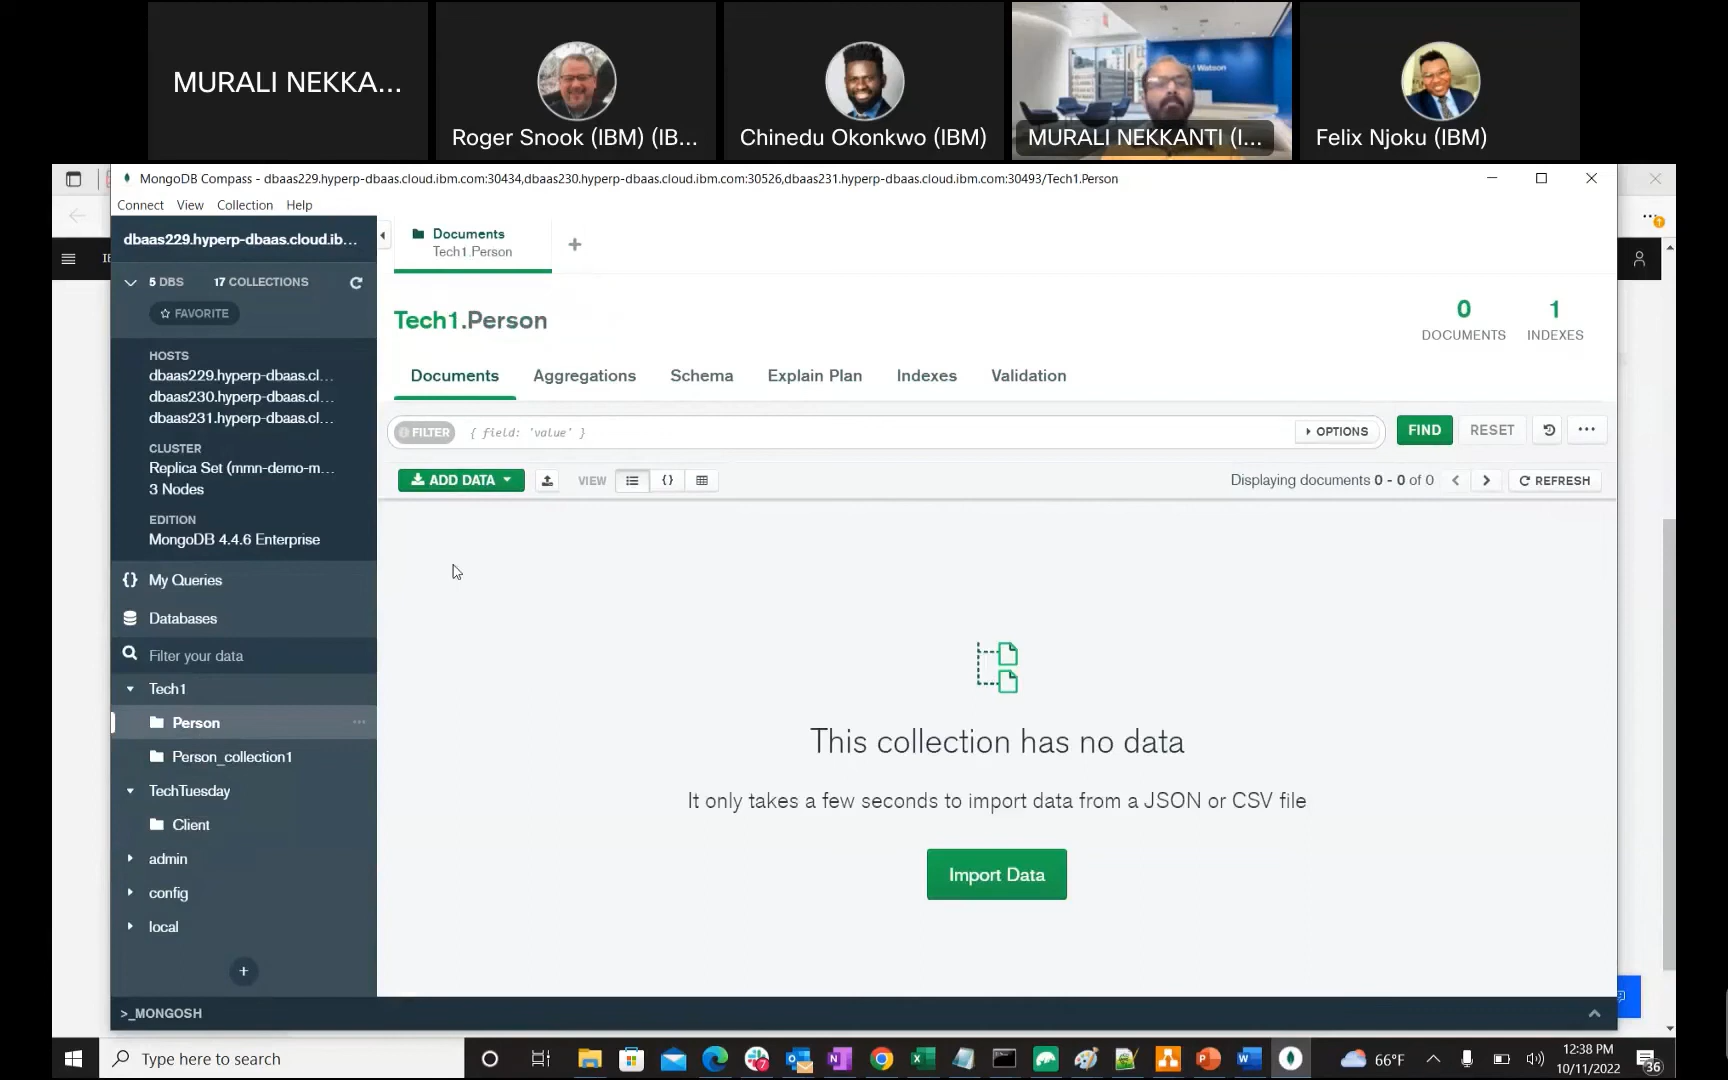 MURALI NEKKA...
Roger Snook (IBM) (IB...
Chinedu Okonkwo (IBM)
Watson
MURALI NEKKANTI (I...
Felix Njoku (IBM)
MongoDB Compass - dbaas229.hyperp-dbaas.cloud.ibm.com:30434,dbaas230.hyperp-dbaas.cloud.ibm.com:30526,dbaas231.hyperp-dbaas.cloud.ibm.com:30493/Tech1.Person
Connect View Collection Help
dbaas229.hyperp-dbaas.cloud.ib...
5 DBS 17 COLLECTIONS
FAVORITE
HOSTS
dbaas229.hyperp-dbaas.cl...
dbaas230.hyperp-dbaas.cl...
dbaas231.hyperp-dbaas.cl...
CLUSTER
Replica Set (mmn-demo-m...
3 Nodes
EDITION
MongoDB 4.4.6 Enterprise
{} My Queries
Databases
Filter your data
Tech1
Person
Person_collection1
TechTuesday
Client
admin
config
local
+
Documents
Tech1.Person
+
Tech1.Person
0
DOCUMENTS
1
INDEXES
Documents Aggregations Schema Explain Plan Indexes Validation
FILTER { field: 'value' } OPTIONS FIND RESET ...
ADD DATA VIEW {} Displaying documents 0 - 0 of 0 < > REFRESH
This collection has no data
It only takes a few seconds to import data from a JSON or CSV file
Import Data
>_MONGOSH
Type here to search
66°F
12:38 PM
10/11/2022
36